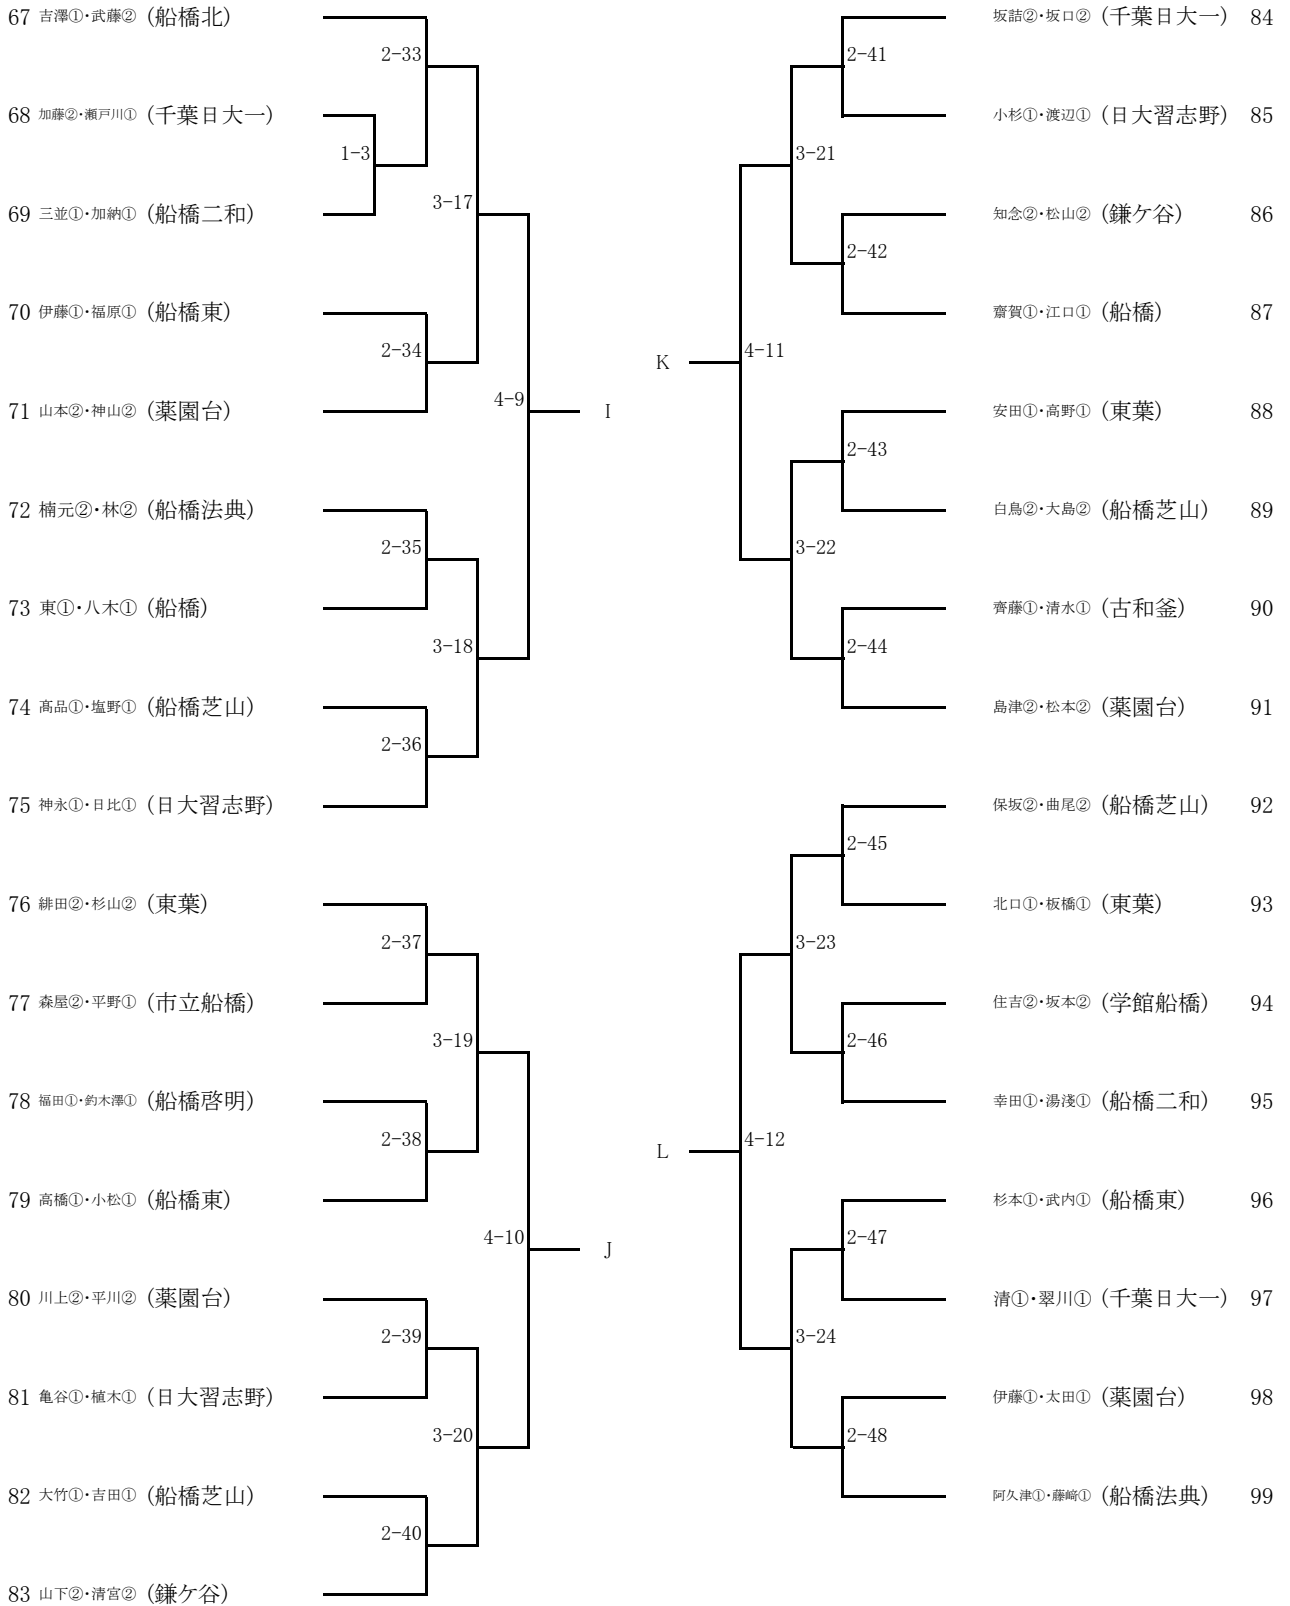 67 吉澤①・武藤② (船橋北)
2-33
68 加藤②・瀬戸川① (千葉日大一)
1-3
69 三並①・加納① (船橋二和)
3-17
70 伊藤①・福原① (船橋東)
2-34
71 山本②・神山② (薬園台)
4-9
I
72 楠元②・林② (船橋法典)
2-35
73 東①・八木① (船橋)
3-18
74 髙品①・塩野① (船橋芝山)
2-36
75 神永①・日比① (日大習志野)
76 緋田②・杉山② (東葉)
2-37
77 森屋②・平野① (市立船橋)
3-19
78 福田①・釣木澤① (船橋啓明)
2-38
79 高橋①・小松① (船橋東)
4-10
J
80 川上②・平川② (薬園台)
2-39
81 亀谷①・植木① (日大習志野)
3-20
82 大竹①・吉田① (船橋芝山)
2-40
83 山下②・清宮② (鎌ケ谷)
坂詰②・坂口② (千葉日大一) 84
2-41
小杉①・渡辺① (日大習志野) 85
3-21
知念②・松山② (鎌ケ谷) 86
2-42
齋賀①・江口① (船橋) 87
K
4-11
安田①・高野① (東葉) 88
2-43
白鳥②・大島② (船橋芝山) 89
3-22
齊藤①・清水① (古和釜) 90
2-44
島津②・松本② (薬園台) 91
保坂②・曲尾② (船橋芝山) 92
2-45
北口①・板橋① (東葉) 93
3-23
住吉②・坂本② (学館船橋) 94
2-46
幸田①・湯淺① (船橋二和) 95
L
4-12
杉本①・武内① (船橋東) 96
2-47
清①・翠川① (千葉日大一) 97
3-24
伊藤①・太田① (薬園台) 98
2-48
阿久津①・藤﨑① (船橋法典) 99